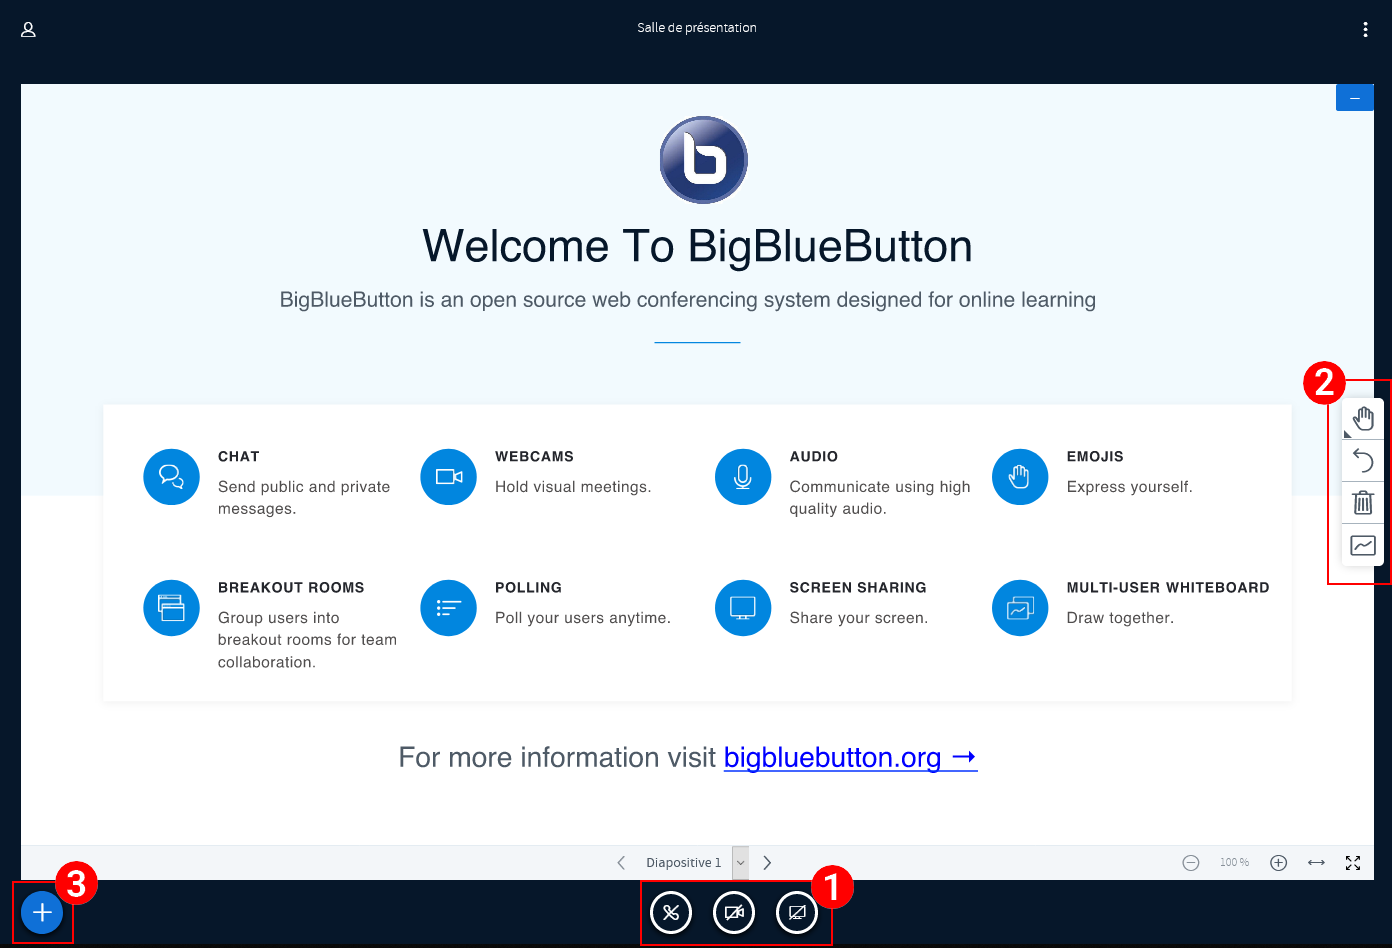 Salle de présentation
Welcome To BigBlueButton
BigBlueButton is an open source web conferencing system designed for online learning
2
CHAT
Send public and private
messages.
WEBCAMS
Hold visual meetings.
AUDIO
Communicate using high
quality audio.
EMOJIS
Express yourself.
BREAKOUT ROOMS
Group users into
breakout rooms for team
collaboration.
POLLING
Poll your users anytime.
SCREEN SHARING
Share your screen.
MULTI-USER WHITEBOARD
Draw together.
For more information visit bigbluebutton.org →
Diapositive 1
100 %
3
1